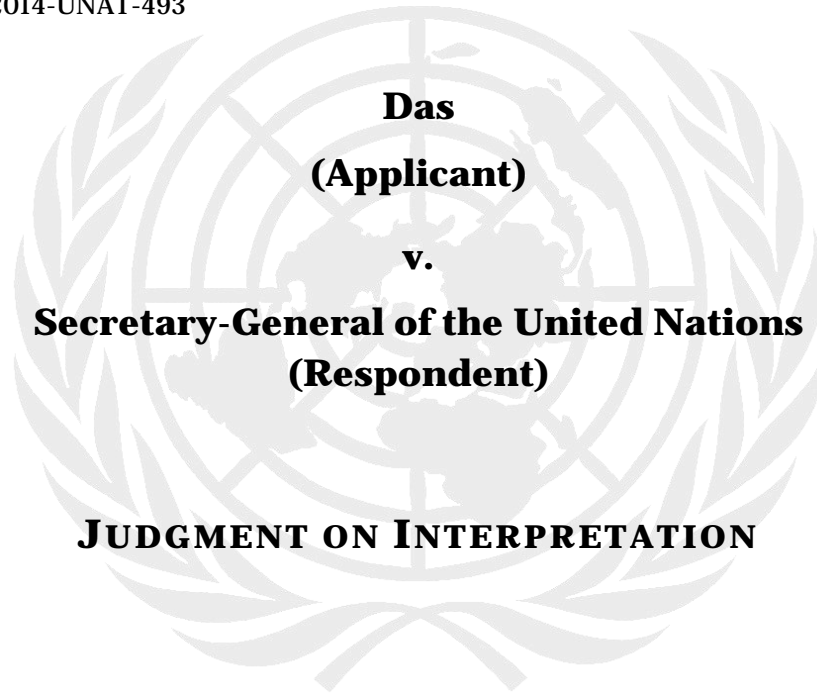 2014-UNAT-493
Das
(Applicant)
v.
Secretary-General of the United Nations
(Respondent)
JUDGMENT ON INTERPRETATION